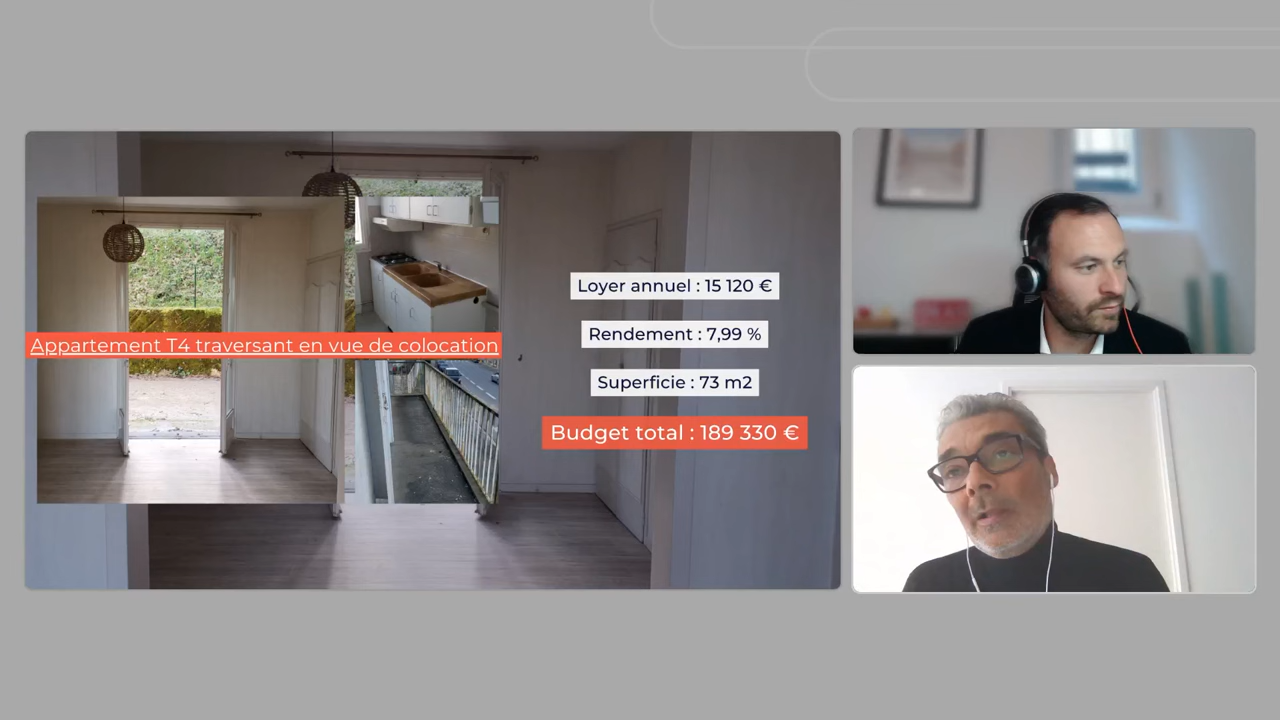 Appartement T4 traversant en vue de colocation
Loyer annuel : 15 120 €
Rendement : 7,99 %
Superficie : 73 m2
Budget total : 189 330 €